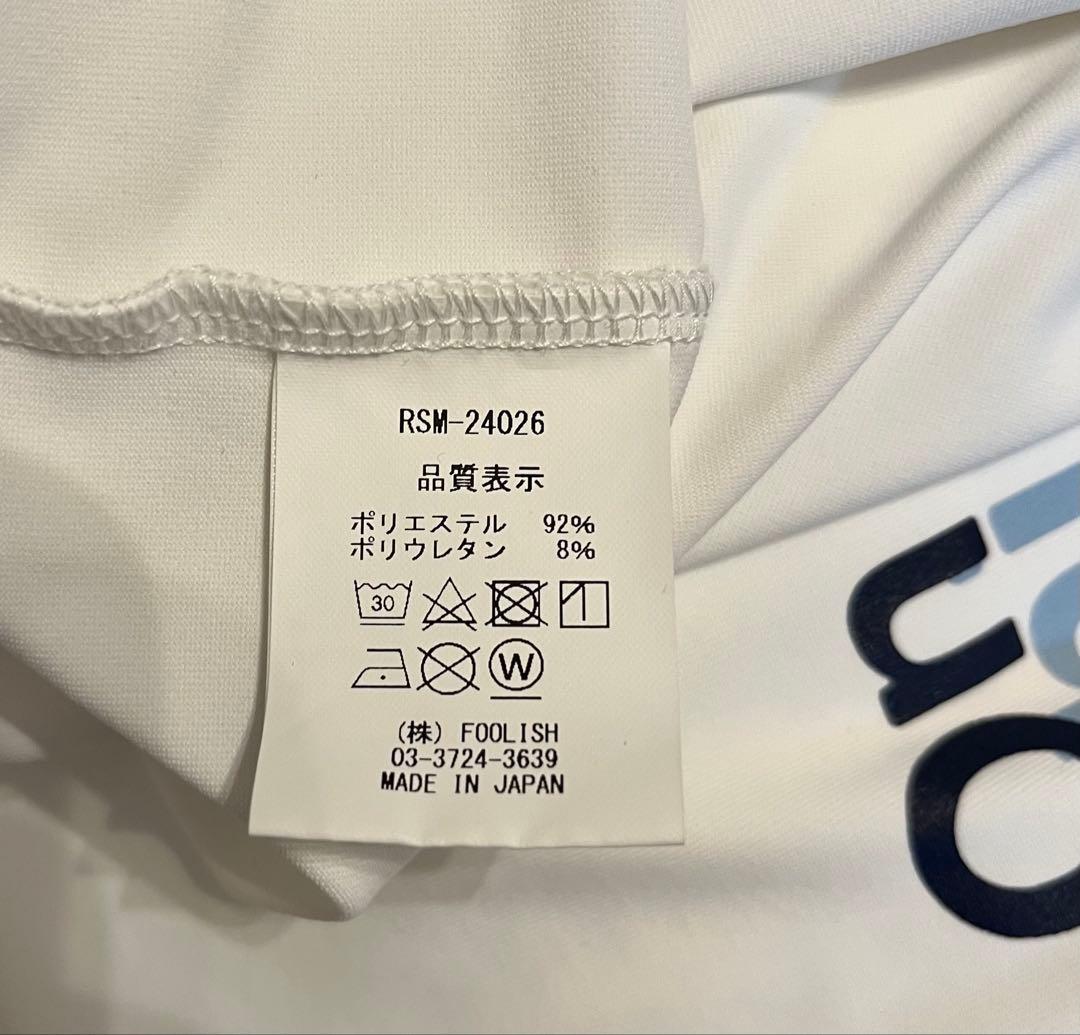 RSM-24026
品質表示
ポリエステル 92%
ポリウレタン 8%
30
W
(株) FOOLISH
03-3724-3639
MADE IN JAPAN